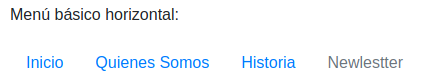 Menú básico horizontal:
Inicio Quienes Somos Historia Newlestter